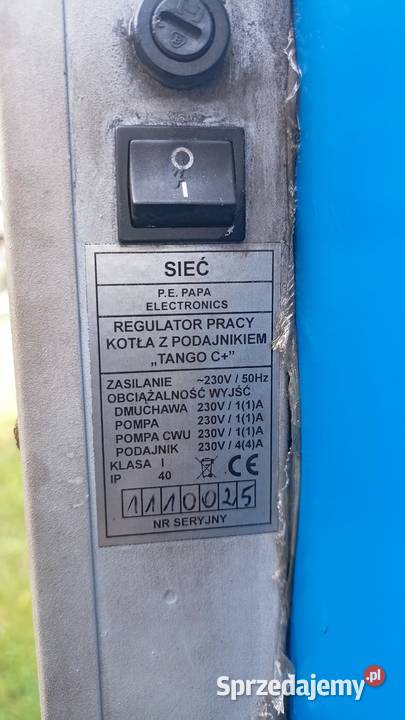 SIEĆ
P.E. PAPA
ELECTRONICS
REGULATOR PRACY
KOTŁA Z PODAJNIKIEM
„TANGO C+”
ZASILANIE ~230V / 50Hz
OBCIĄŻALNOŚĆ WYJŚĆ
DMUCHAWA 230V / 1(1)A
POMPA 230V / 1(1)A
POMPA CWU 230V / 1(1)A
PODAJNIK 230V / 4(4)A
KLASA I
IP 40 CE
1110025
NR SERYJNY
Sprzedajemy.pl